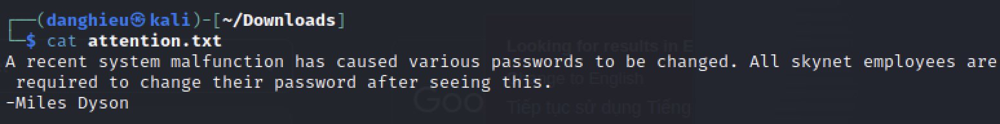 ┌──(danghieu㉿kali)-[~/Downloads]
└─$ cat attention.txt
Looking for results in E
A recent system malfunction has caused various passwords to be changed. All skynet employees are
to English
required to change their password after seeing this.
-Miles Dyson
Goo
Tiếp tục sử dụng Tiếng